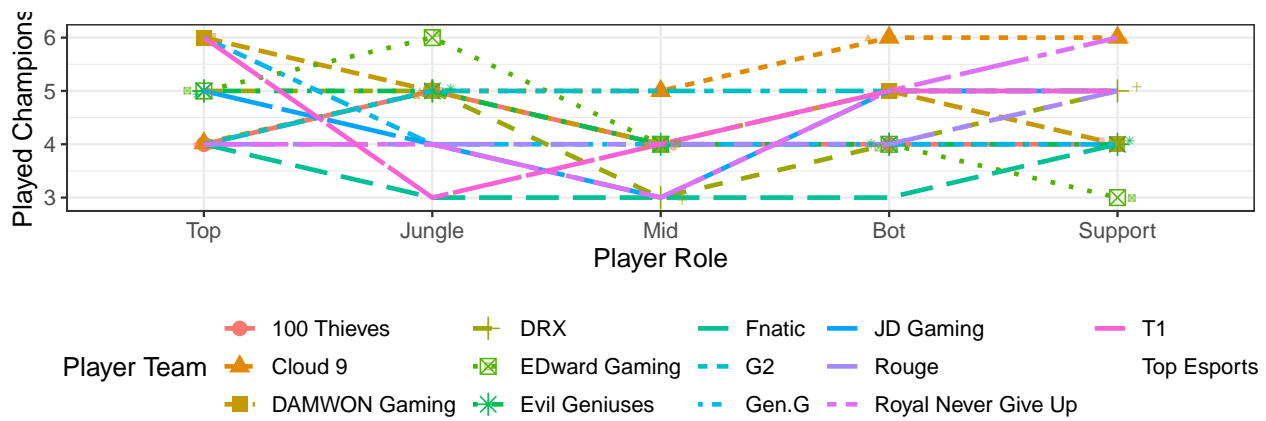 Played Champions
6
5
4
3
Top Jungle Mid Bot Support
Player Role
Player Team
100 Thieves DRX Fnatic JD Gaming T1
Cloud 9 EDward Gaming G2 Rouge Top Esports
DAMWON Gaming Evil Geniuses Gen.G Royal Never Give Up